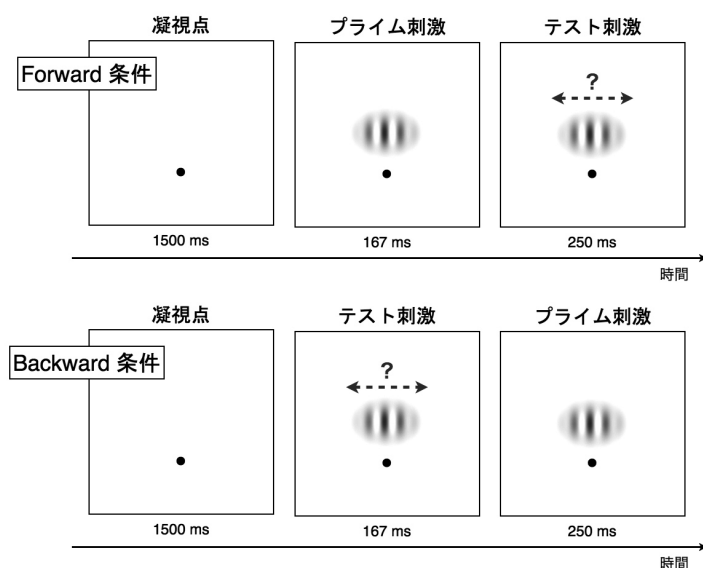 凝視点 プライム刺激 テスト刺激
Forward 条件
?
1500 ms 167 ms 250 ms
時間
凝視点 テスト刺激 プライム刺激
Backward 条件
?
1500 ms 167 ms 250 ms
時間